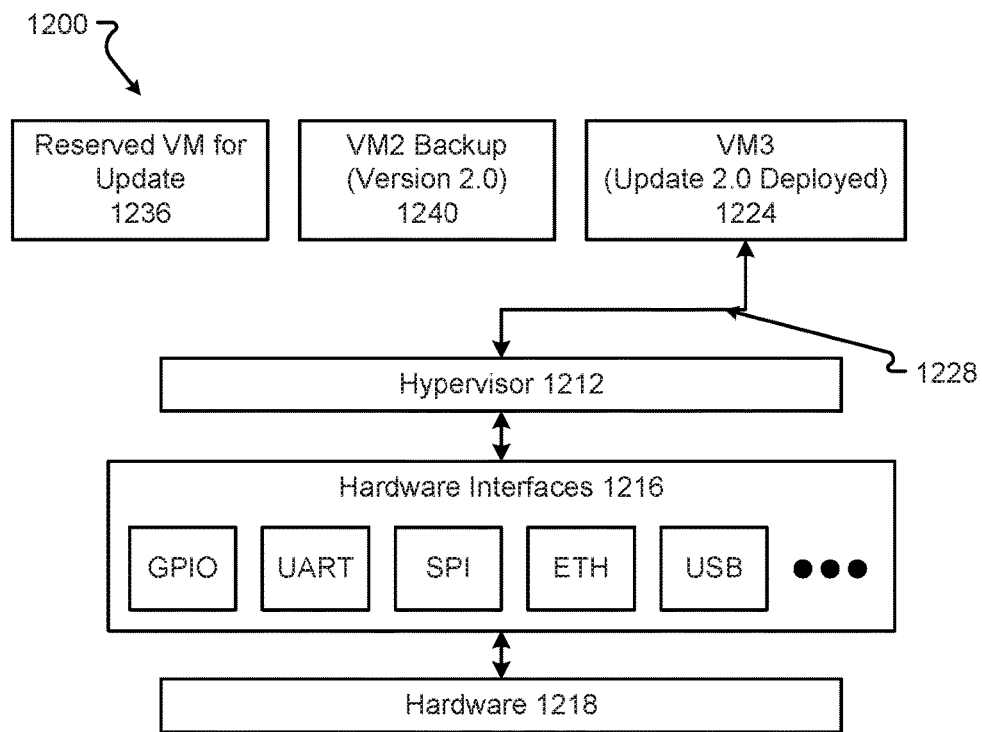 1200
Reserved VM for
Update
1236
VM2 Backup
(Version 2.0)
1240
VM3
(Update 2.0 Deployed)
1224
1228
Hypervisor 1212
Hardware Interfaces 1216
GPIO
UART
SPI
ETH
USB
Hardware 1218